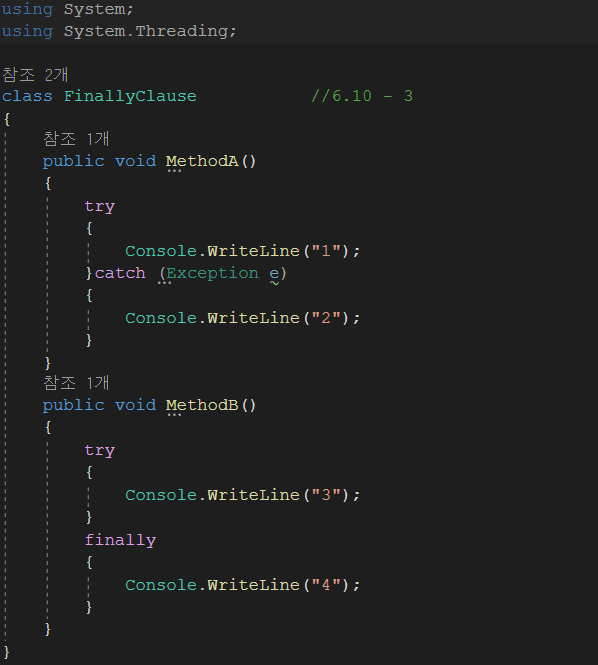 using System;
using System.Threading;
참조 2개
class FinallyClause //6.10 - 3
{
참조 1개
public void MethodA()
{
try
{
Console.WriteLine("1");
}catch (Exception e)
{
Console.WriteLine("2");
}
}
참조 1개
public void MethodB()
{
try
{
Console.WriteLine("3");
}
finally
{
Console.WriteLine("4");
}
}
}